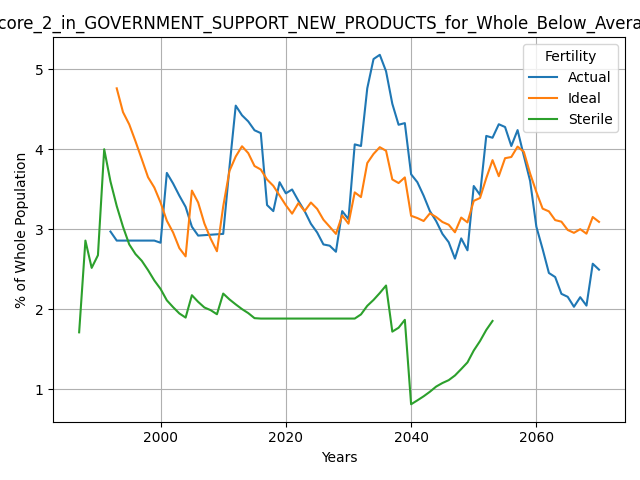 core_2_in_GOVERNMENT_SUPPORT_NEW_PRODUCTS_for_Whole_Below_Avera
Fertility
Actual
Ideal
Sterile
% of Whole Population
5
4
3
2
1
2000 2020 2040 2060
Years